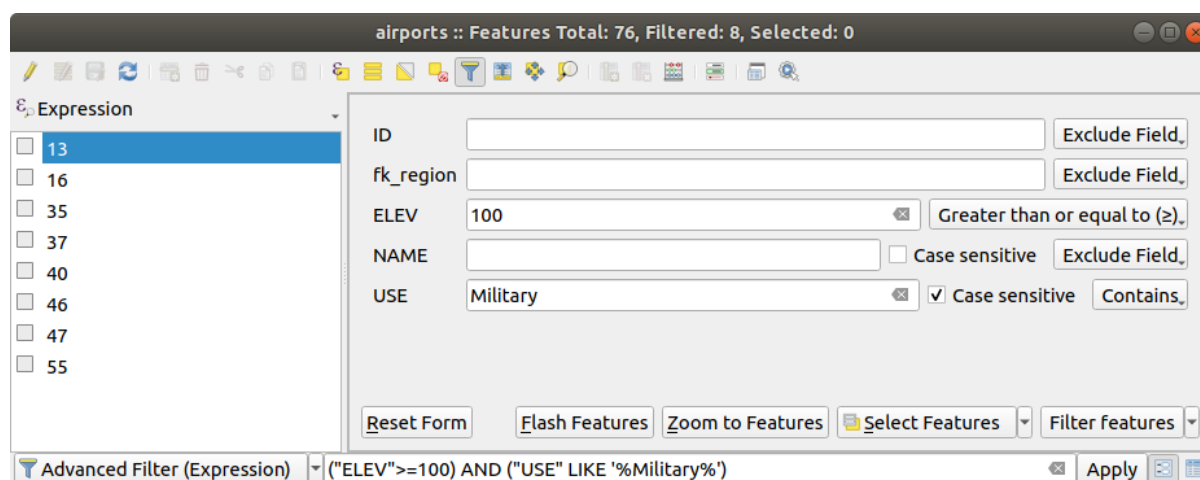 airports :: Features Total: 76, Filtered: 8, Selected: 0
Expression
13
16
35
37
40
46
47
55
ID Exclude Field
fk_region Exclude Field
ELEV 100 Greater than or equal to (≥)
NAME Case sensitive Exclude Field
USE Military Case sensitive Contains
Reset Form Flash Features Zoom to Features Select Features Filter features
Advanced Filter (Expression) ("ELEV">=100) AND ("USE" LIKE '%Military%') Apply